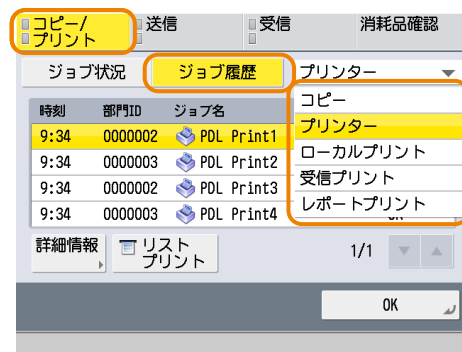 コピー/
プリント
送信
受信
消耗品確認
ジョブ状況
ジョブ履歴
プリンター
コピー
プリンター
ローカルプリント
受信プリント
レポートプリント
時刻 部門ID ジョブ名
9:34 0000002 PDL Print1
9:34 0000003 PDL Print2
9:34 0000002 PDL Print3
9:34 0000003 PDL Print4
詳細情報
リスト
プリント
1/1
OK